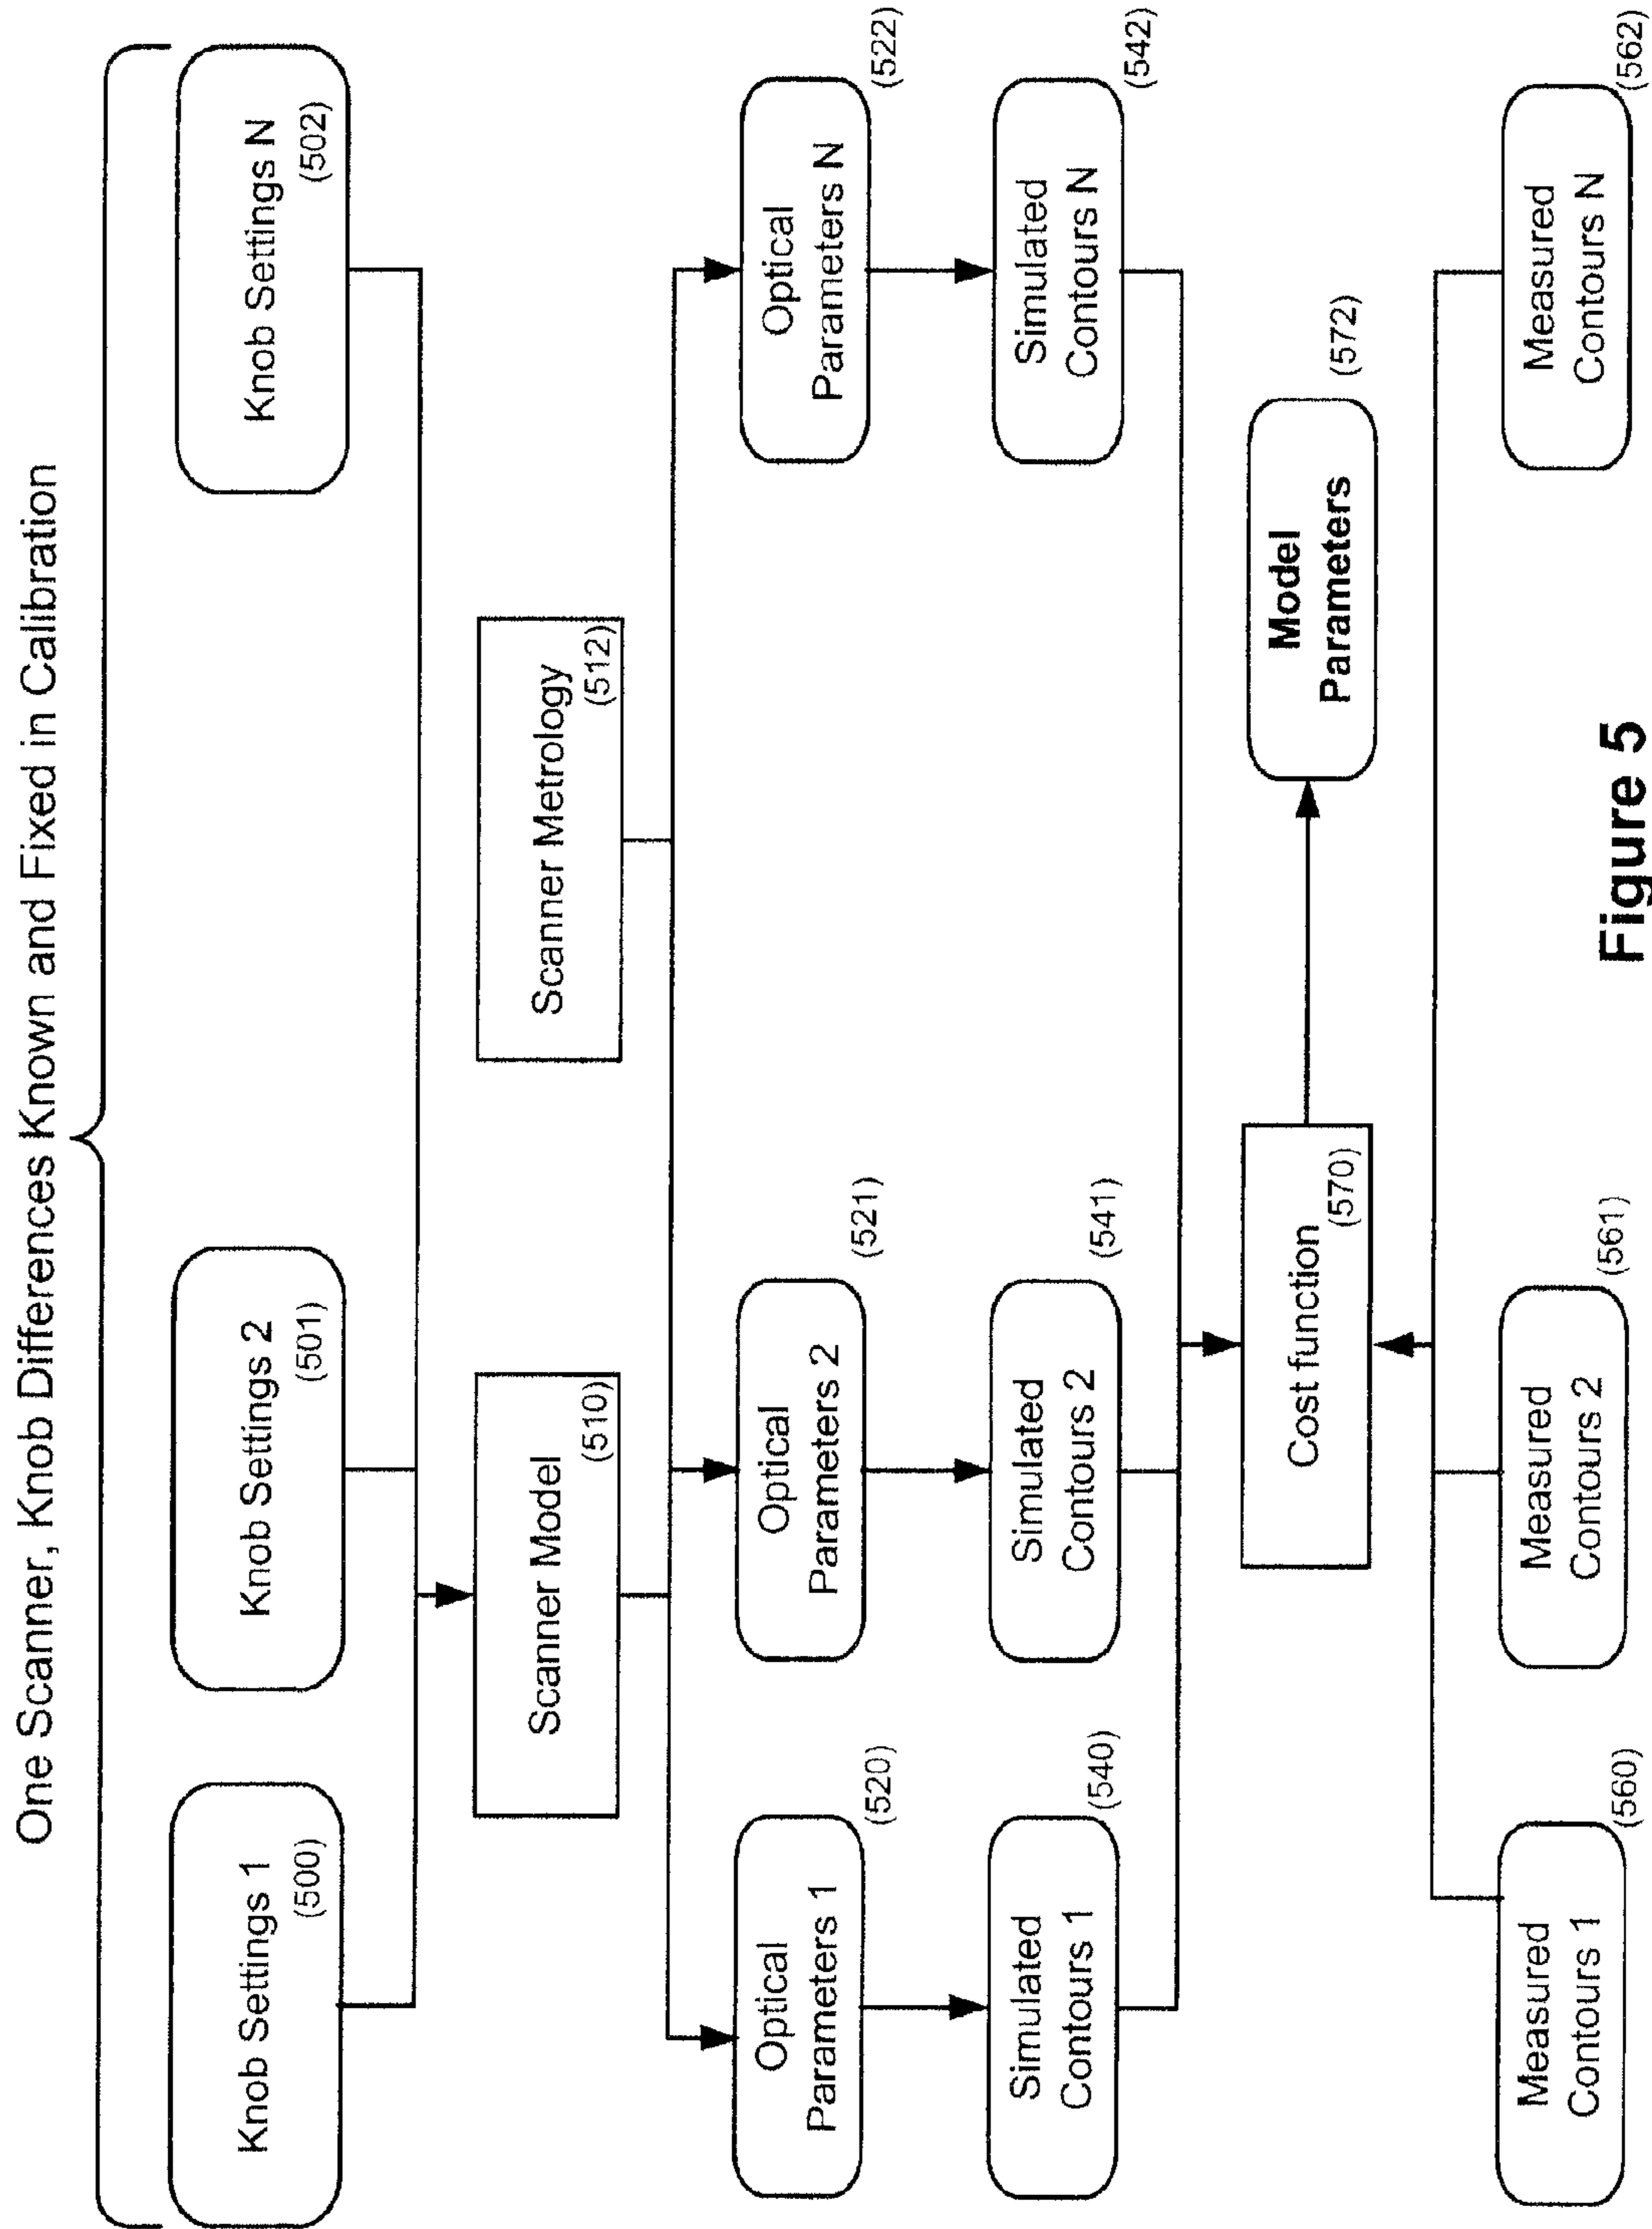 One Scanner, Knob Differences Known and Fixed in Calibration
Knob Settings 1
(500)
Knob Settings 2
(501)
Knob Settings N
(502)
Scanner Model
(510)
Scanner Metrology
(512)
Optical
Parameters 1
(520)
Optical
Parameters 2
(521)
Optical
Parameters N
(522)
Simulated
Contours 1
(540)
Simulated
Contours 2
(541)
Simulated
Contours N
(542)
Cost function
(570)
Model
Parameters
(572)
Measured
Contours 1
(560)
Measured
Contours 2
(561)
Measured
Contours N
(562)
Figure 5